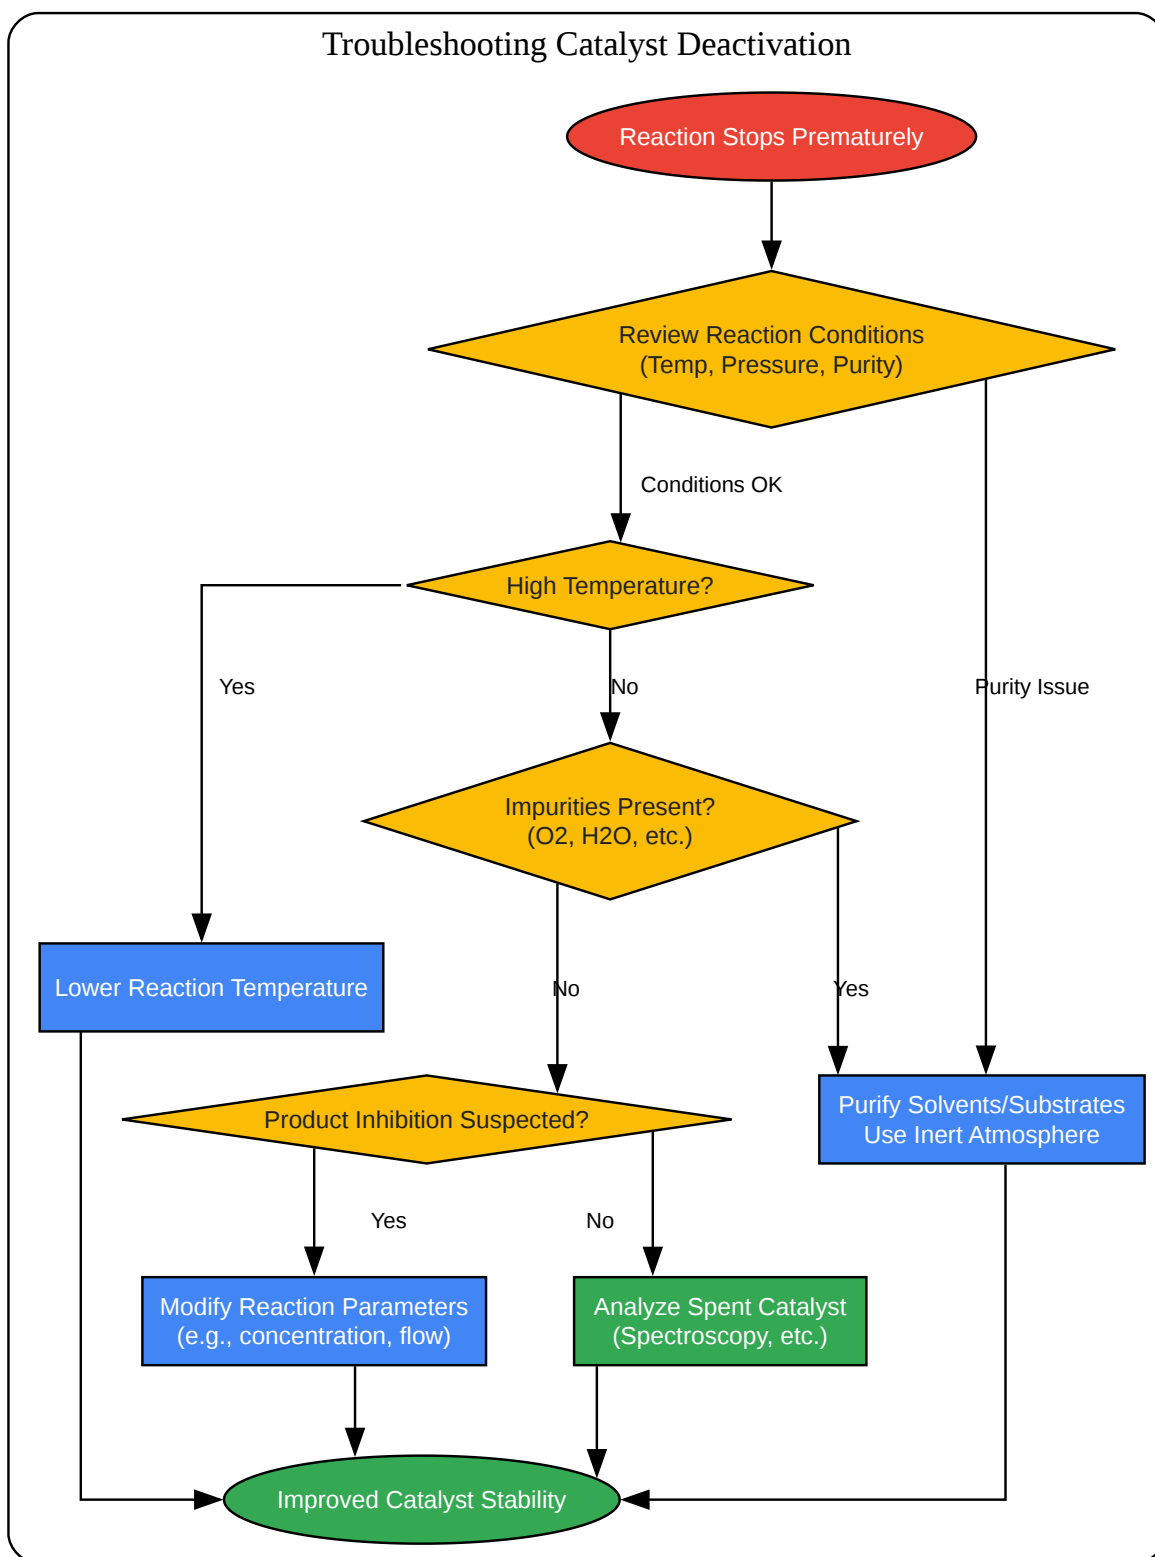 Troubleshooting Catalyst Deactivation
Reaction Stops Prematurely
Review Reaction Conditions
(Temp, Pressure, Purity)
Conditions OK
High Temperature?
Yes
No
Purity Issue
Impurities Present?
(O2, H2O, etc.)
Lower Reaction Temperature
No
Yes
Product Inhibition Suspected?
Purify Solvents/Substrates
Use Inert Atmosphere
Yes
No
Modify Reaction Parameters
(e.g., concentration, flow)
Analyze Spent Catalyst
(Spectroscopy, etc.)
Improved Catalyst Stability